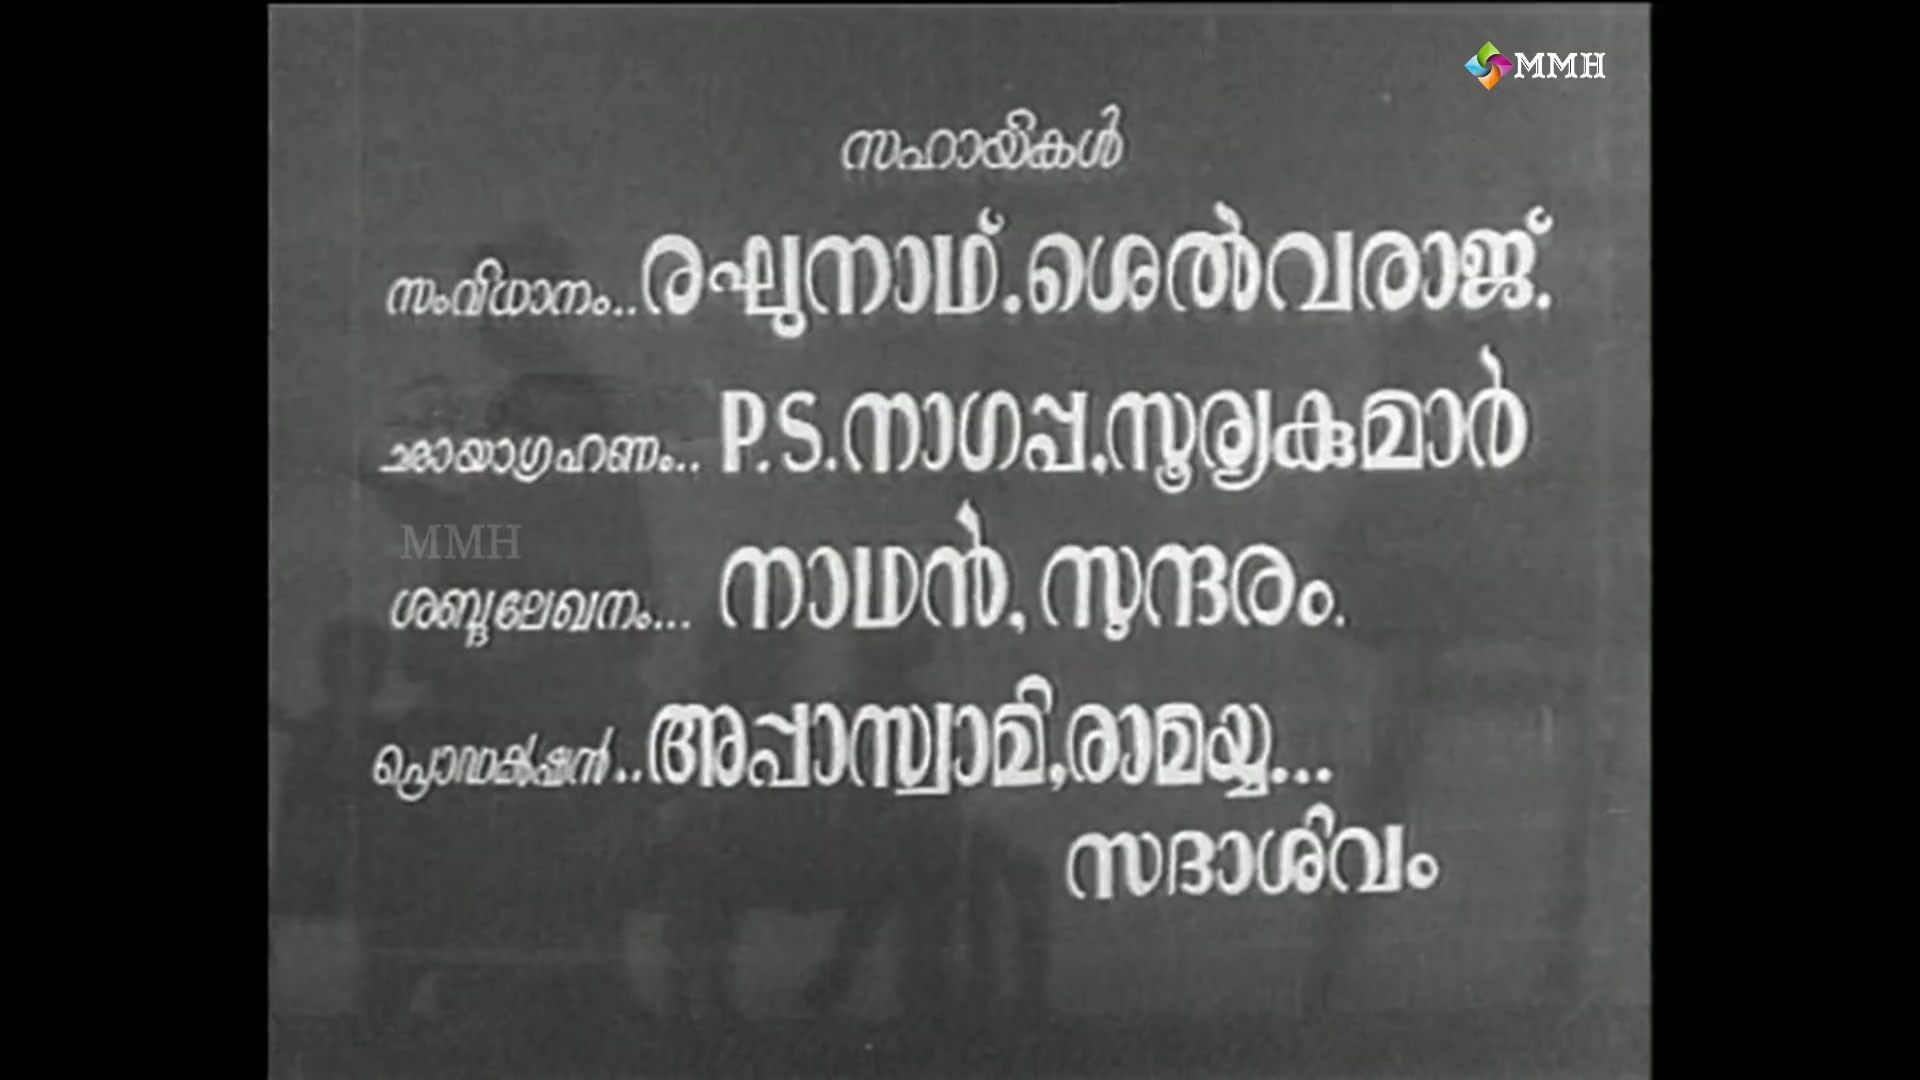 MMH
സഹായികൾ
സംവിധാനം.. രഘുനാഥ്. ശെൽവരാജ്.
ഛായാഗ്രഹണം.. P.S. നാഗപ്പ, സൂര്യകുമാർ
MMH
ശബ്ദലേഖനം... നാഥൻ, സുന്ദരം.
പ്രൊഡക്ഷൻ.. അപ്പാസ്വാമി, രാമയ്യ...
സദാശിവം